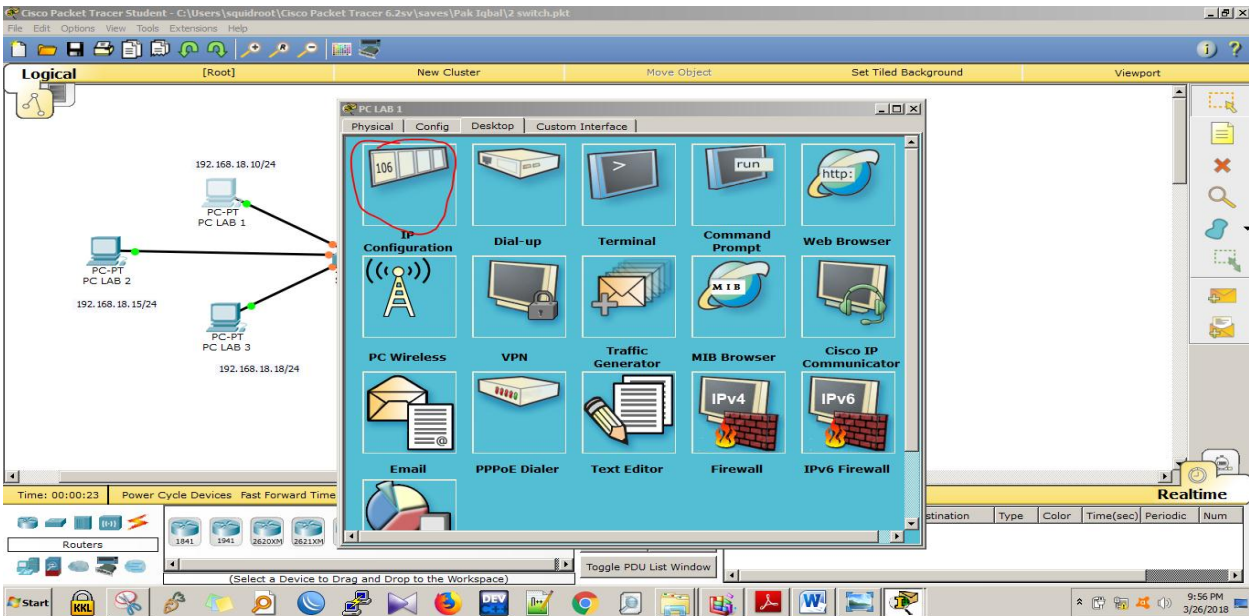 Cisco Packet Tracer Student - C:\Users\squidroot\Cisco Packet Tracer 6.2sv\saves\Pak Iqbal\2 switch.pkt
File Edit Options View Tools Extensions Help
Logical [Root] New Cluster Move Object Set Tiled Background Viewport
PC LAB 1
Physical Config Desktop Custom Interface
106
run
http:
IP Configuration
Dial-up
Terminal
Command Prompt
Web Browser
MIB
PC Wireless
VPN
Traffic Generator
MIB Browser
Cisco IP Communicator
IPv4
IPv6
Email
PPPoE Dialer
Text Editor
Firewall
IPv6 Firewall
192.168.18.10/24
PC-PT
PC LAB 1
PC-PT
PC LAB 2
192.168.18.15/24
PC-PT
PC LAB 3
192.168.18.18/24
Time: 00:00:23 Power Cycle Devices Fast Forward Time
Realtime
Routers
1841 1941 2620XM 2621XM
(Select a Device to Drag and Drop to the Workspace)
Toggle PDU List Window
stination Type Color Time(sec) Periodic Num
Start
KKL
DEV
9:56 PM
3/26/2018